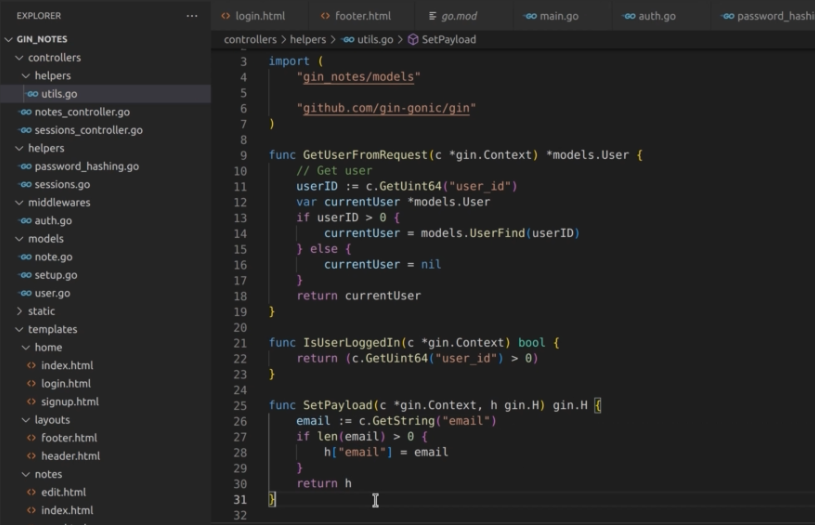 EXPLORER
...
GIN_NOTES
controllers
helpers
utils.go
notes_controller.go
sessions_controller.go
helpers
password_hashing.go
sessions.go
middlewares
auth.go
models
note.go
setup.go
user.go
static
templates
home
index.html
login.html
signup.html
layouts
footer.html
header.html
notes
edit.html
index.html
login.html footer.html go.mod main.go auth.go password_hashi
controllers > helpers > utils.go > SetPayload
3 import (
4 "gin_notes/models"
5
6 "github.com/gin-gonic/gin"
7 )
8
9 func GetUserFromRequest(c *gin.Context) *models.User {
10 // Get user
11 userID := c.GetUint64("user_id")
12 var currentUser *models.User
13 if userID > 0 {
14 currentUser = models.UserFind(userID)
15 } else {
16 currentUser = nil
17 }
18 return currentUser
19 }
20
21 func IsUserLoggedIn(c *gin.Context) bool {
22 return (c.GetUint64("user_id") > 0)
23 }
24
25 func SetPayload(c *gin.Context, h gin.H) gin.H {
26 email := c.GetString("email")
27 if len(email) > 0 {
28 h["email"] = email
29 }
30 return h
31 }
32